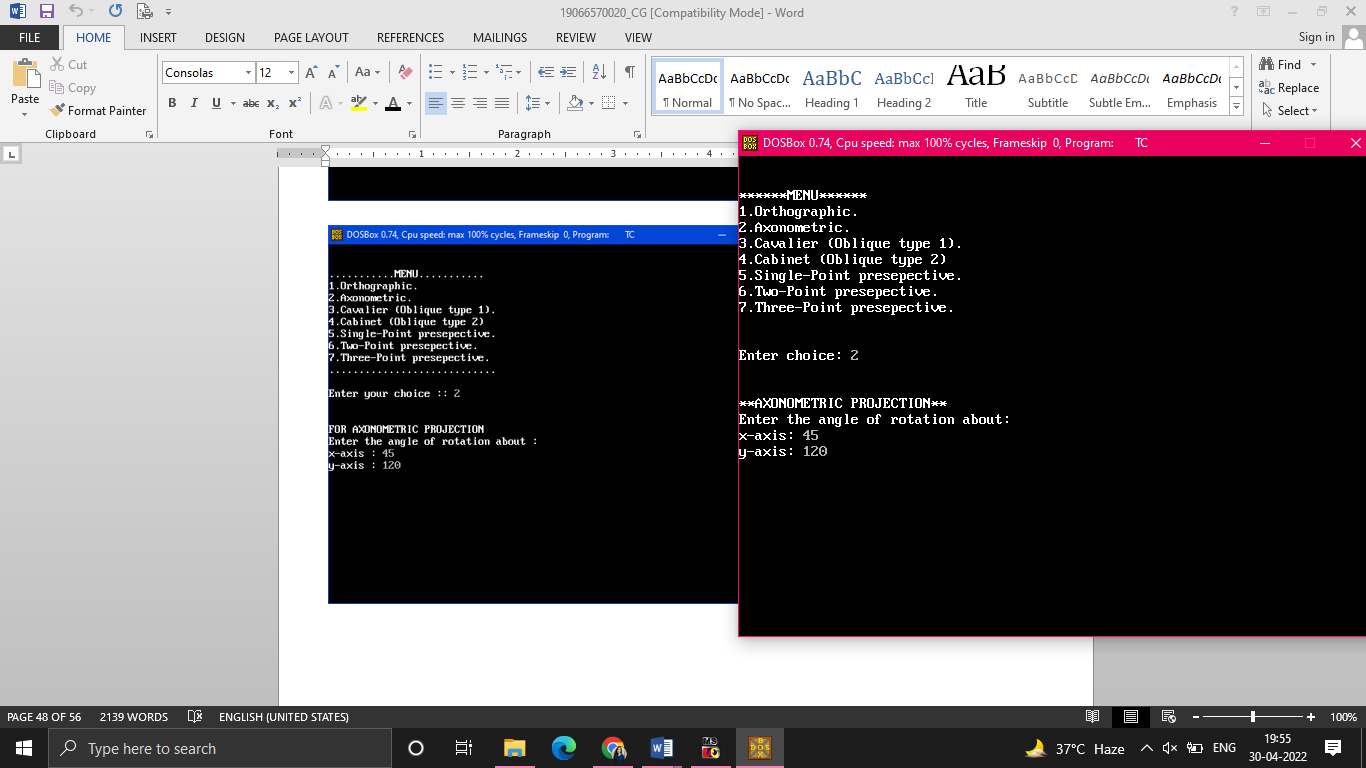 19066570020_CG [Compatibility Mode] - Word
FILE HOME INSERT DESIGN PAGE LAYOUT REFERENCES MAILINGS REVIEW VIEW Sign in
Paste
Cut
Copy
Format Painter
Clipboard
Consolas 12
Font
Paragraph
AaBbCcDc AaBbCcDc AaBbC AaBbCcI AaB AaBbCcD AaBbCcDc AaBbCcDc
¶ Normal ¶ No Spac... Heading 1 Heading 2 Title Subtitle Subtle Em... Emphasis
Find
Replace
Select
1 2 3 4
DOSBox 0.74, Cpu speed: max 100% cycles, Frameskip 0, Program: TC
...........MENU...........
1.Orthographic.
2.Axonometric.
3.Cavalier (Oblique type 1).
4.Cabinet (Oblique type 2)
5.Single-Point presepective.
6.Two-Point presepective.
7.Three-Point presepective.
............................
Enter your choice :: 2
FOR AXONOMETRIC PROJECTION
Enter the angle of rotation about :
x-axis : 45
y-axis : 120
DOSBox 0.74, Cpu speed: max 100% cycles, Frameskip 0, Program: TC
******MENU******
1.Orthographic.
2.Axonometric.
3.Cavalier (Oblique type 1).
4.Cabinet (Oblique type 2)
5.Single-Point presepective.
6.Two-Point presepective.
7.Three-Point presepective.
Enter choice: 2
**AXONOMETRIC PROJECTION**
Enter the angle of rotation about:
x-axis: 45
y-axis: 120
PAGE 48 OF 56 2139 WORDS ENGLISH (UNITED STATES) 100%
Type here to search
37°C Haze ENG
19:55
30-04-2022